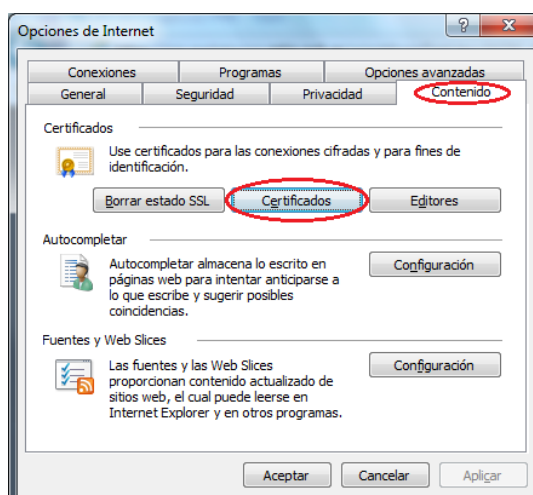 Opciones de Internet
Conexiones Programas Opciones avanzadas
General Seguridad Privacidad Contenido
Certificados
Use certificados para las conexiones cifradas y para fines de
identificación.
Borrar estado SSL Certificados Editores
Autocompletar
Autocompletar almacena lo escrito en
páginas web para intentar anticiparse a
lo que escribe y sugerir posibles
coincidencias.
Configuración
Fuentes y Web Slices
Las fuentes y las Web Slices
proporcionan contenido actualizado de
sitios web, el cual puede leerse en
Internet Explorer y en otros programas.
Configuración
Aceptar Cancelar Aplicar